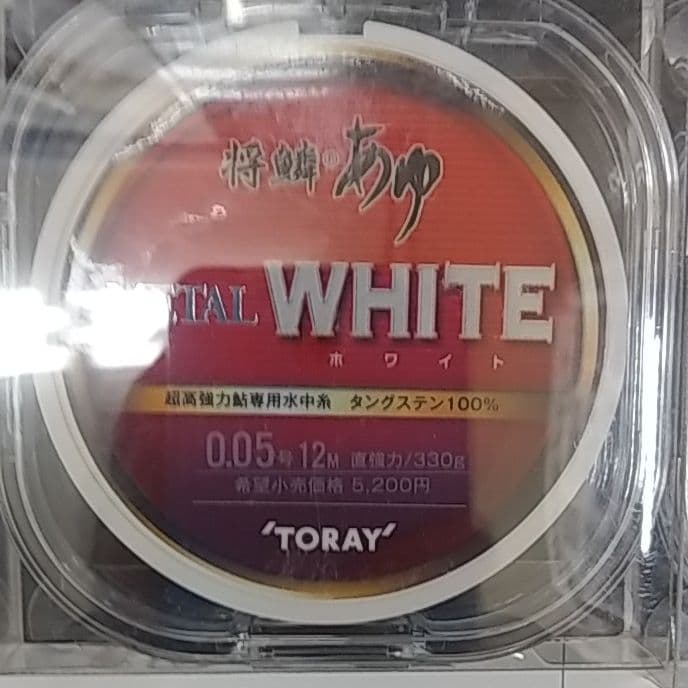 将鱗®あゆ
METAL WHITE
ホワイト
超高強力鮎専用水中糸 タングステン100%
0.05号 12M 直強力/330g
希望小売価格 5,200円
'TORAY'